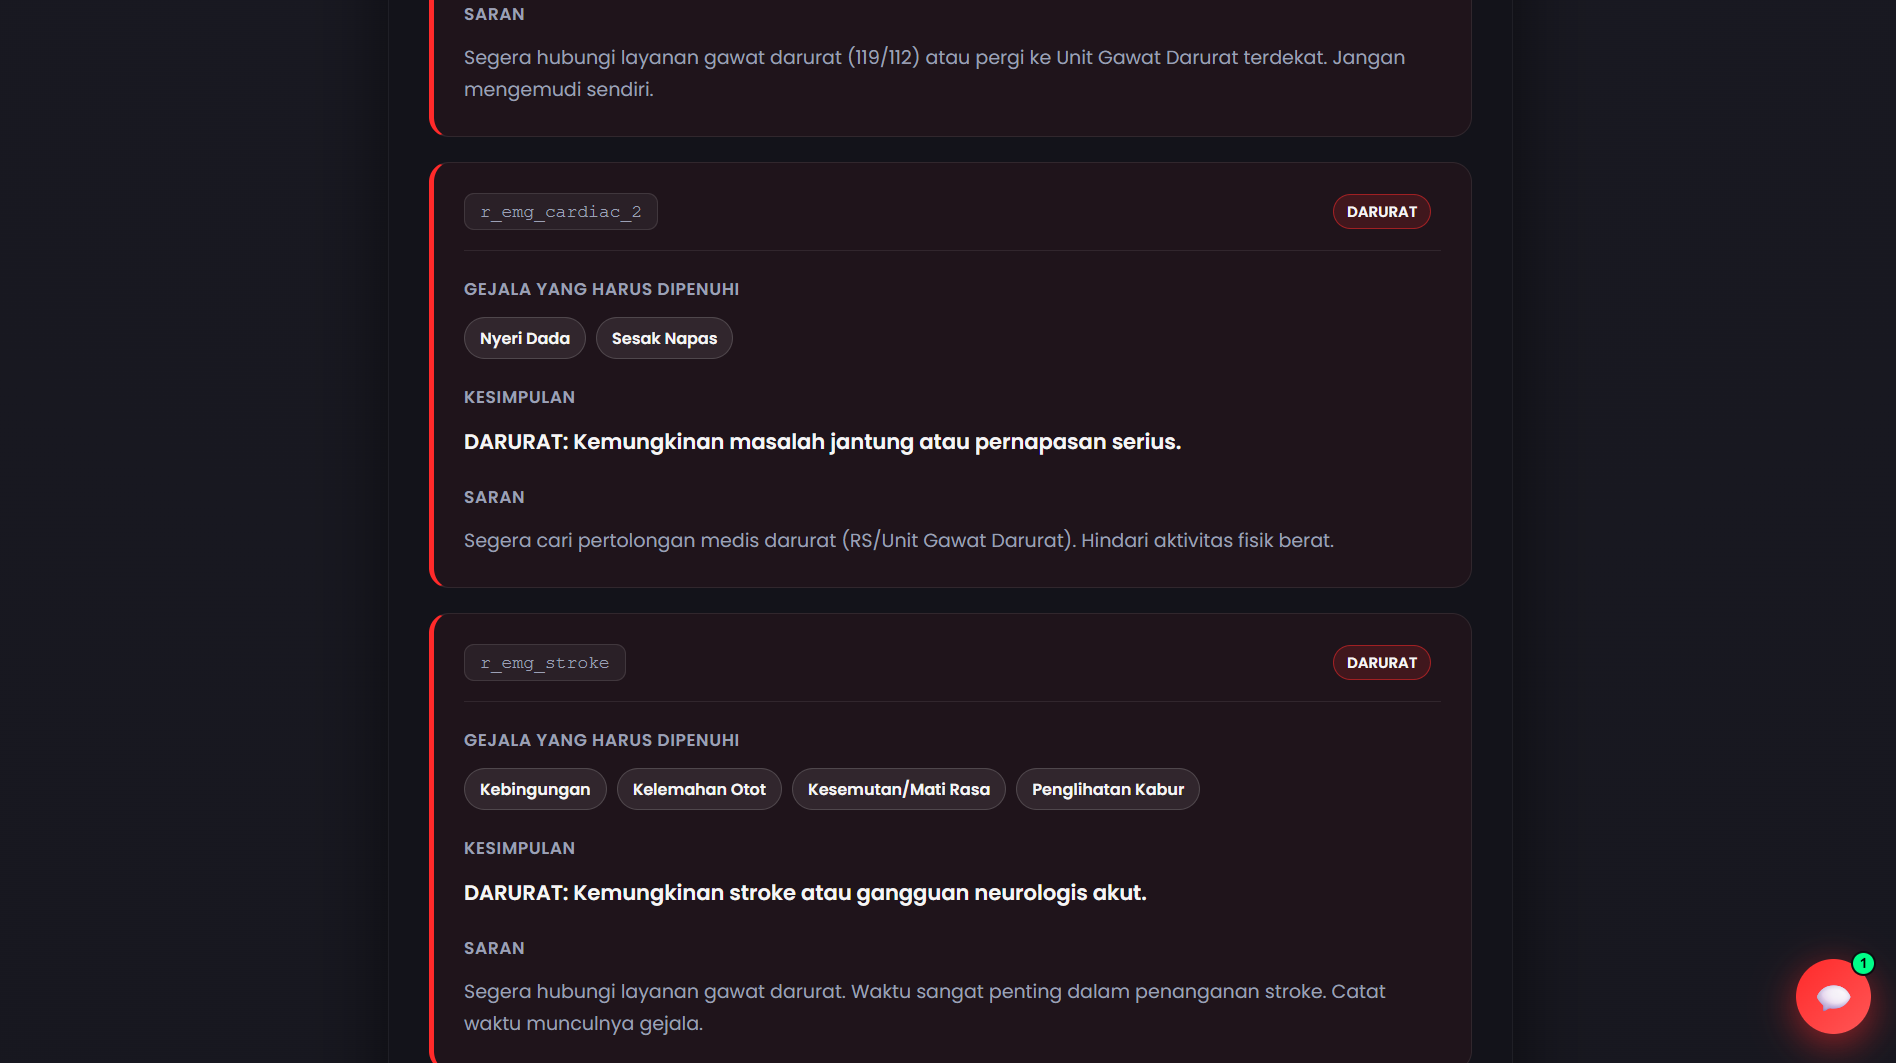 SARAN
Segera hubungi layanan gawat darurat (119/112) atau pergi ke Unit Gawat Darurat terdekat. Jangan
mengemudi sendiri.
r_emg_cardiac_2
DARURAT
GEJALA YANG HARUS DIPENUHI
Nyeri Dada
Sesak Napas
KESIMPULAN
DARURAT: Kemungkinan masalah jantung atau pernapasan serius.
SARAN
Segera cari pertolongan medis darurat (RS/Unit Gawat Darurat). Hindari aktivitas fisik berat.
r_emg_stroke
DARURAT
GEJALA YANG HARUS DIPENUHI
Kebingungan
Kelemahan Otot
Kesemutan/Mati Rasa
Penglihatan Kabur
KESIMPULAN
DARURAT: Kemungkinan stroke atau gangguan neurologis akut.
SARAN
Segera hubungi layanan gawat darurat. Waktu sangat penting dalam penanganan stroke. Catat
waktu munculnya gejala.
1